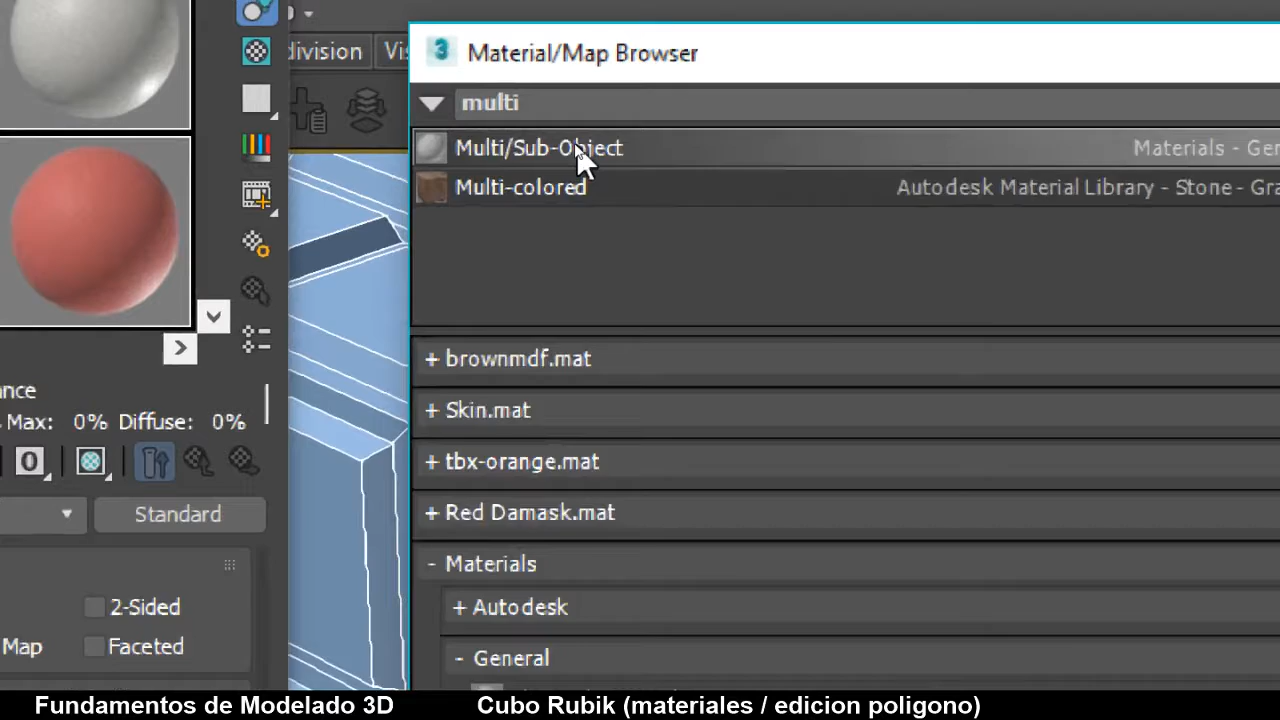 division
Vis
Material/Map Browser
multi
Multi/Sub-Object
Materials - Ger
Multi-colored
Autodesk Material Library - Stone - Gra
+ brownmdf.mat
+ Skin.mat
+ tbx-orange.mat
+ Red Damask.mat
- Materials
+ Autodesk
- General
ance
Max: 0% Diffuse: 0%
0
Standard
2-Sided
Map
Faceted
Fundamentos de Modelado 3D
Cubo Rubik (materiales / edicion poligono)